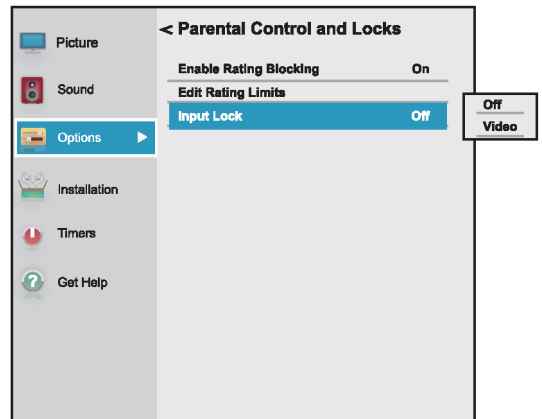 < Parental Control and Locks
Picture
Sound
Options
Installation
Timers
Get Help
Enable Rating Blocking On
Edit Rating Limits
Input Lock Off
Off
Video